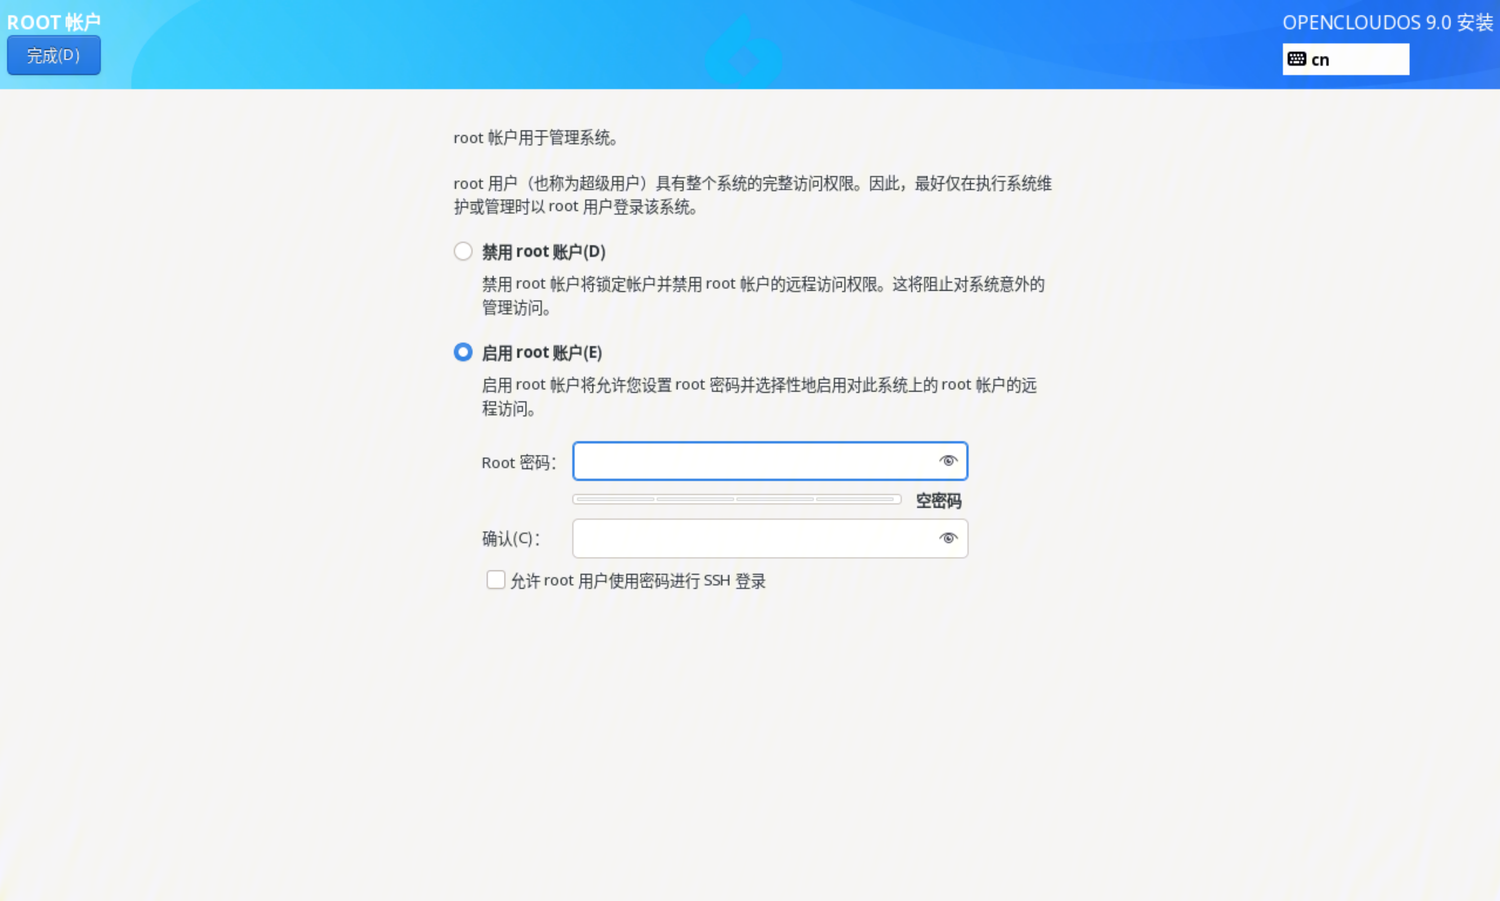 ROOT 帐户
完成(D)
OPENCLOUDOS 9.0 安装
cn
root 帐户用于管理系统。
root 用户（也称为超级用户）具有整个系统的完整访问权限。因此，最好仅在执行系统维
护或管理时以 root 用户登录该系统。
禁用 root 账户(D)
禁用 root 帐户将锁定帐户并禁用 root 帐户的远程访问权限。这将阻止对系统意外的
管理访问。
启用 root 账户(E)
启用 root 帐户将允许您设置 root 密码并选择性地启用对此系统上的 root 帐户的远
程访问。
Root 密码：
空密码
确认(C)：
允许 root 用户使用密码进行 SSH 登录